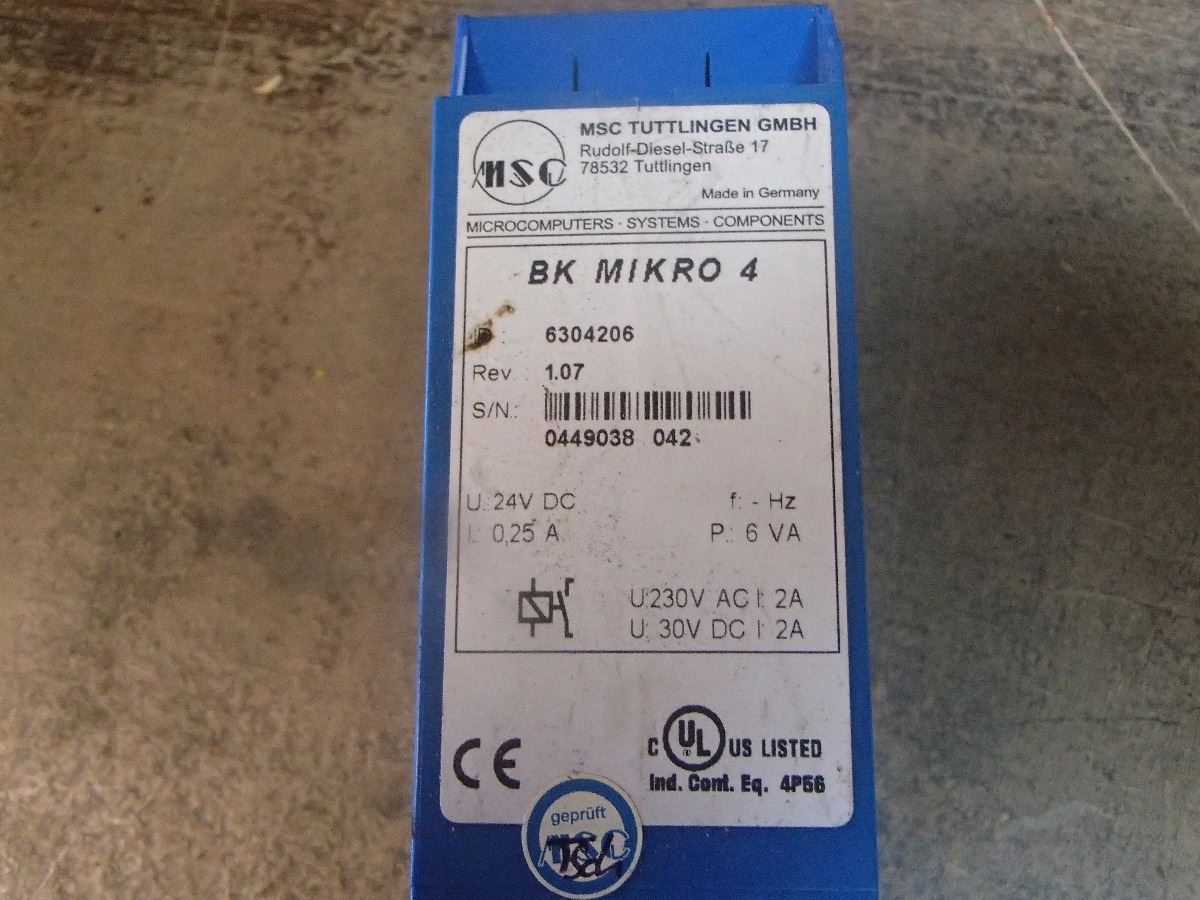 MSC TUTTLINGEN GMBH
Rudolf-Diesel-Straße 17
78532 Tuttlingen
MSC
Made in Germany
MICROCOMPUTERS · SYSTEMS · COMPONENTS
BK MIKRO 4
ID : 6304206
Rev. : 1.07
S/N.:
0449038 042
U: 24V DC f: - Hz
I: 0,25 A P: 6 VA
U:230V AC I: 2A
U: 30V DC I: 2A
CE
C UL US LISTED
Ind. Cont. Eq. 4P56
geprüft
MSC